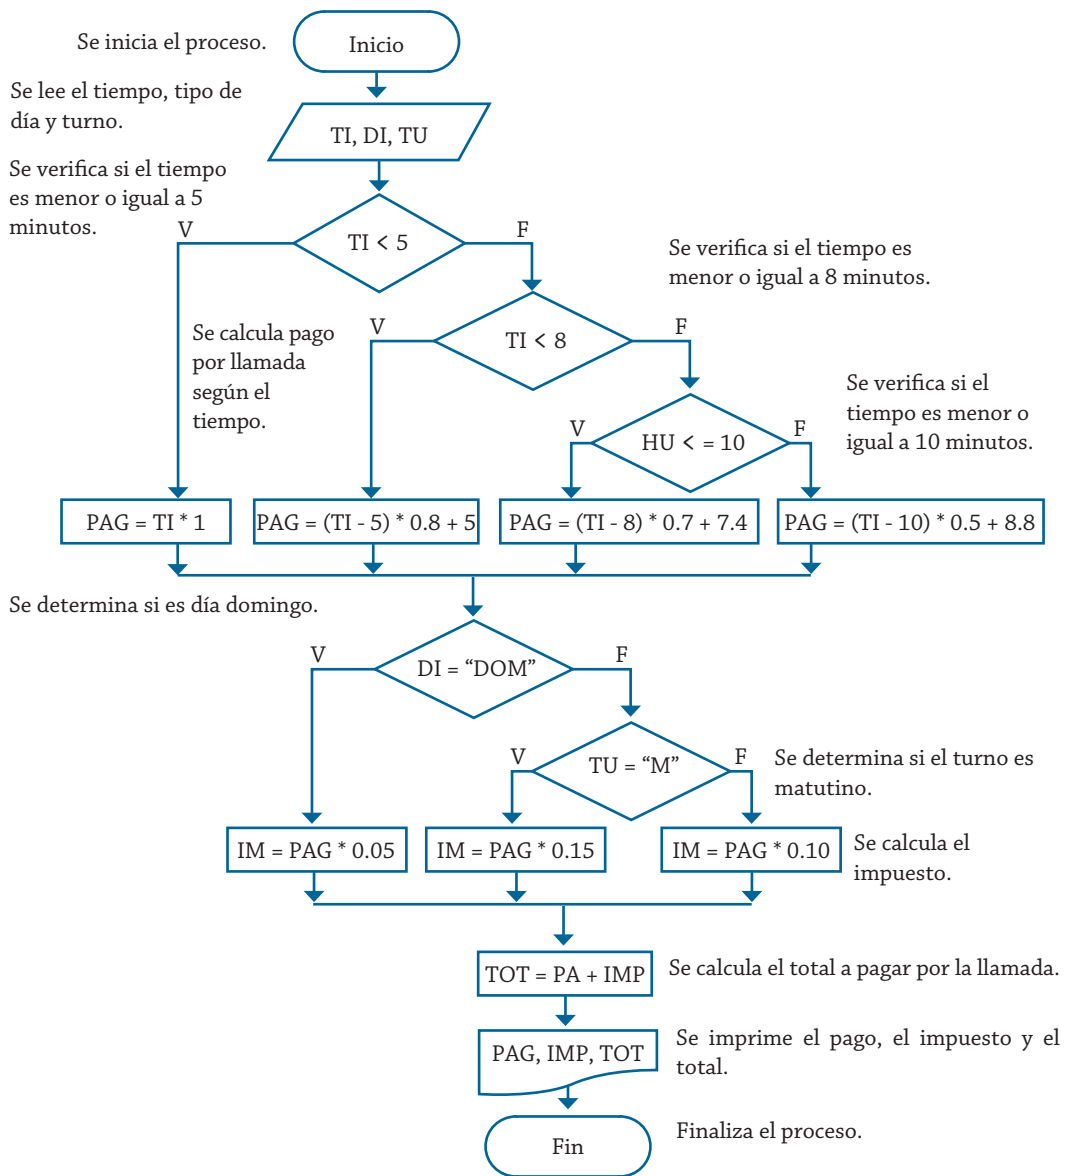 Se inicia el proceso.
Inicio
Se lee el tiempo, tipo de
día y turno.
TI, DI, TU
Se verifica si el tiempo
es menor o igual a 5
minutos.
V
TI < 5
F
Se verifica si el tiempo es
menor o igual a 8 minutos.
Se calcula pago
por llamada
según el
tiempo.
V
TI < 8
F
Se verifica si el
tiempo es menor o
igual a 10 minutos.
V
HU < = 10
F
PAG = TI * 1
PAG = (TI - 5) * 0.8 + 5
PAG = (TI - 8) * 0.7 + 7.4
PAG = (TI - 10) * 0.5 + 8.8
Se determina si es día domingo.
V
DI = “DOM”
F
V
TU = “M”
F
Se determina si el turno es
matutino.
IM = PAG * 0.05
IM = PAG * 0.15
IM = PAG * 0.10
Se calcula el
impuesto.
TOT = PA + IMP
Se calcula el total a pagar por la llamada.
PAG, IMP, TOT
Se imprime el pago, el impuesto y el
total.
Fin
Finaliza el proceso.